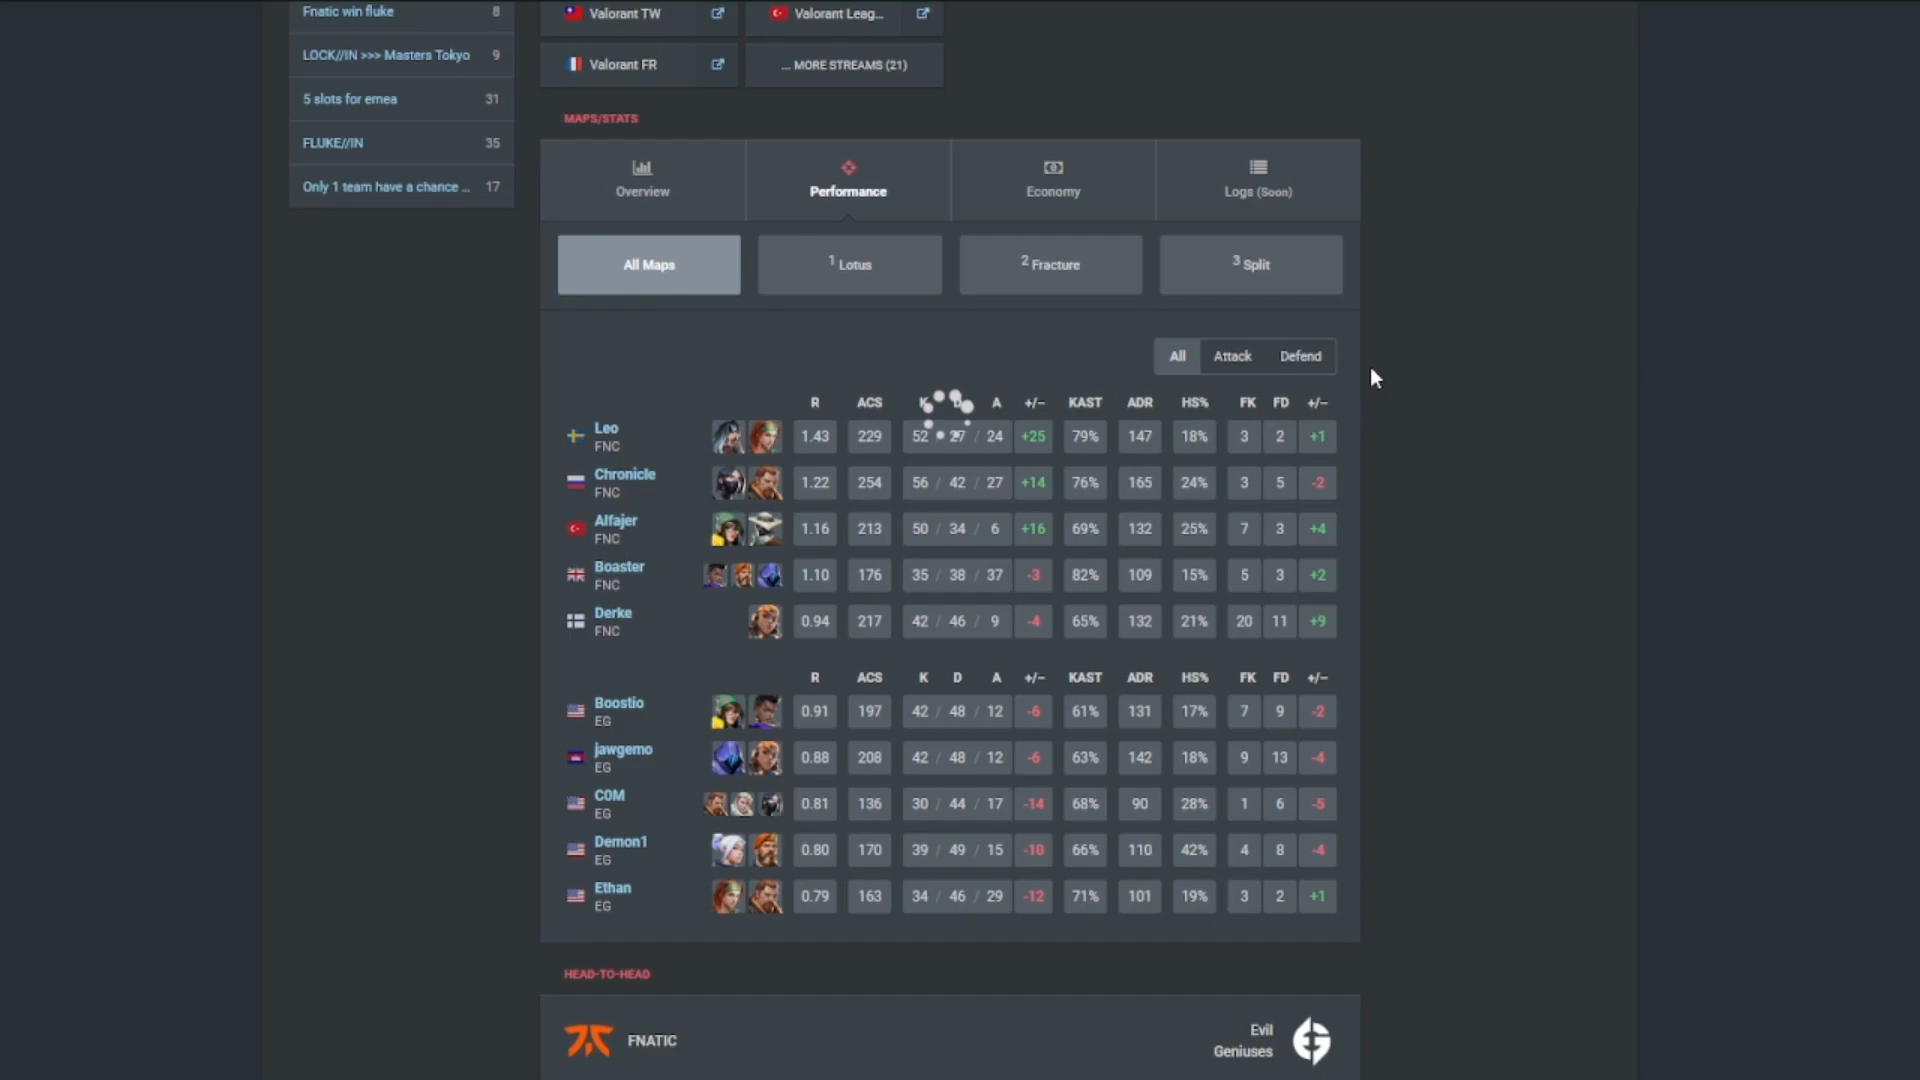 Fnatic win fluke 8
LOCK//IN >>> Masters Tokyo 9
5 slots for emea 31
FLUKE//IN 35
Only 1 team have a chance ... 17
Valorant TW
Valorant Leag...
Valorant FR
... MORE STREAMS (21)
MAPS/STATS
Overview
Performance
Economy
Logs (Soon)
All Maps
1 Lotus
2 Fracture
3 Split
All Attack Defend
R ACS K D A +/– KAST ADR HS% FK FD +/–
Leo FNC 1.43 229 52 / 27 / 24 +25 79% 147 18% 3 2 +1
Chronicle FNC 1.22 254 56 / 42 / 27 +14 76% 165 24% 3 5 -2
Alfajer FNC 1.16 213 50 / 34 / 6 +16 69% 132 25% 7 3 +4
Boaster FNC 1.10 176 35 / 38 / 37 -3 82% 109 15% 5 3 +2
Derke FNC 0.94 217 42 / 46 / 9 -4 65% 132 21% 20 11 +9
R ACS K D A +/– KAST ADR HS% FK FD +/–
Boostio EG 0.91 197 42 / 48 / 12 -6 61% 131 17% 7 9 -2
jawgemo EG 0.88 208 42 / 48 / 12 -6 63% 142 18% 9 13 -4
C0M EG 0.81 136 30 / 44 / 17 -14 68% 90 28% 1 6 -5
Demon1 EG 0.80 170 39 / 49 / 15 -10 66% 110 42% 4 8 -4
Ethan EG 0.79 163 34 / 46 / 29 -12 71% 101 19% 3 2 +1
HEAD-TO-HEAD
FNATIC
Evil
Geniuses